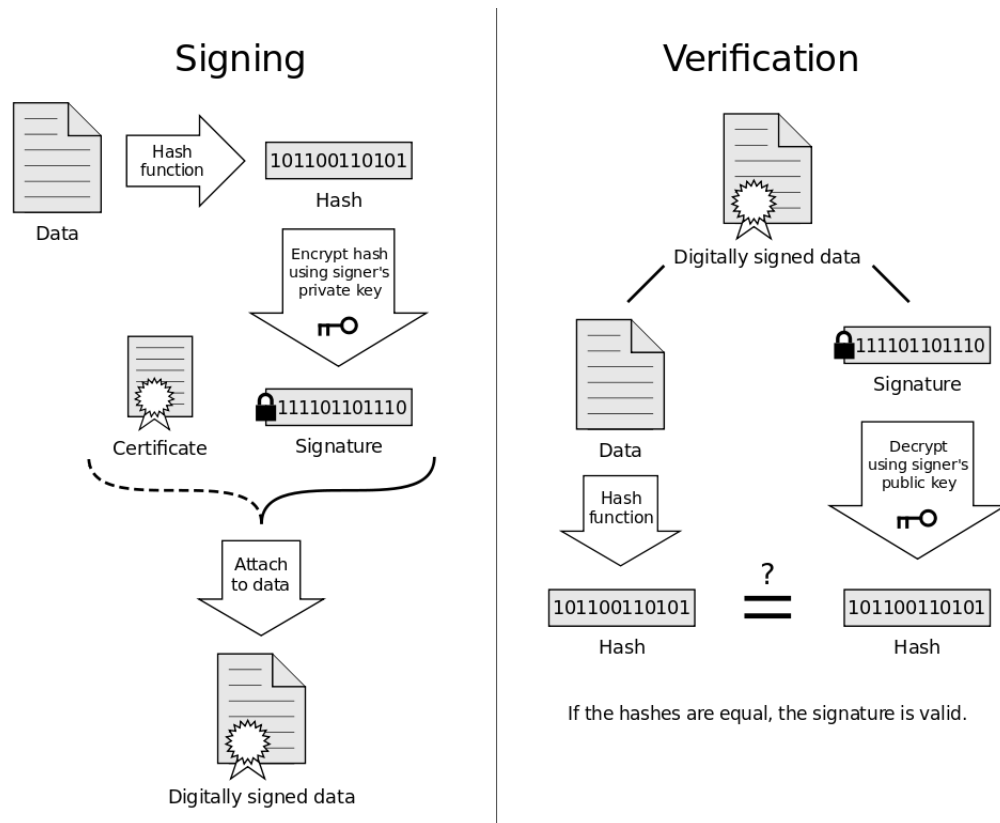 Signing
Hash
function
101100110101
Hash
Data
Encrypt hash
using signer's
private key
111101101110
Signature
Certificate
Attach
to data
Digitally signed data
Verification
Digitally signed data
Data
111101101110
Signature
Hash
function
Decrypt
using signer's
public key
101100110101
Hash
?
=
101100110101
Hash
If the hashes are equal, the signature is valid.